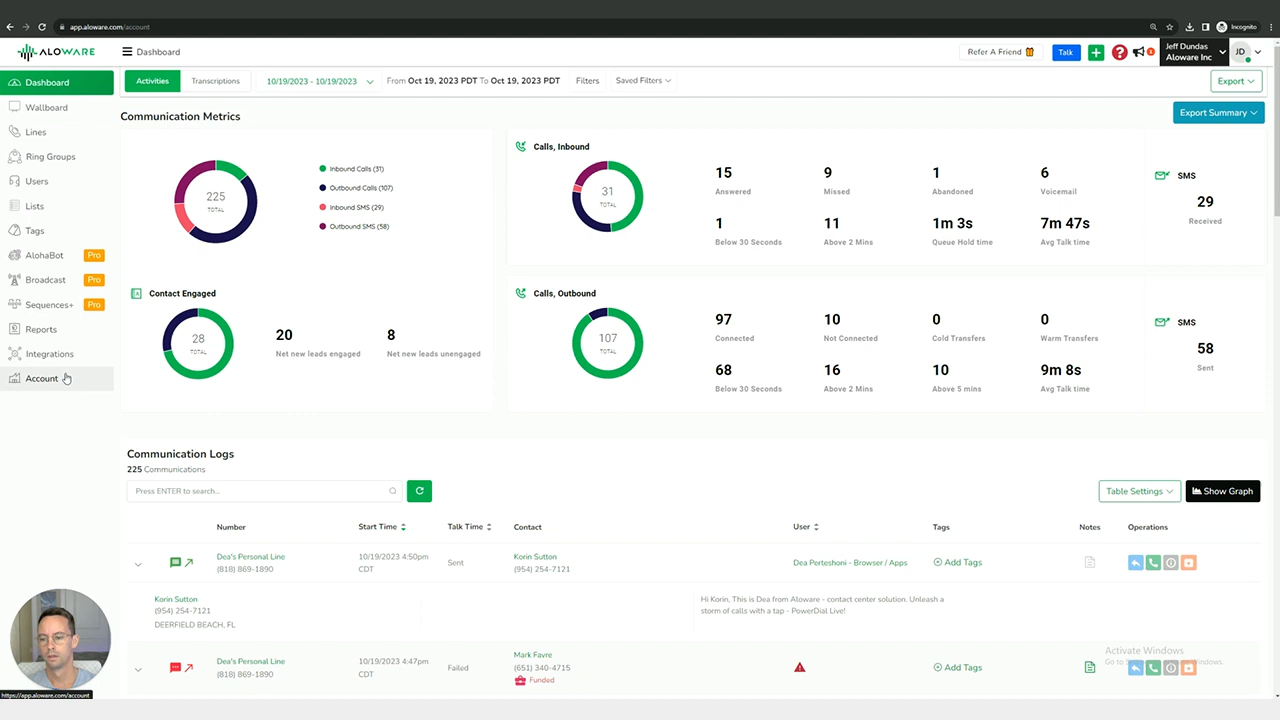 app.aloware.com/account
Incognito
ALOWARE
Dashboard
Refer A Friend
Talk
Jeff Dundas
Aloware Inc
JD
Dashboard
Wallboard
Lines
Ring Groups
Users
Lists
Tags
AlohaBot Pro
Broadcast Pro
Sequences+ Pro
Reports
Integrations
Account
Activities
Transcriptions
10/19/2023 - 10/19/2023
From Oct 19, 2023 PDT To Oct 19, 2023 PDT
Filters
Saved Filters
Export
Export Summary
Communication Metrics
225
TOTAL
Inbound Calls (31)
Outbound Calls (107)
Inbound SMS (29)
Outbound SMS (58)
Calls, Inbound
31
TOTAL
15 9 1 6
Answered Missed Abandoned Voicemail
1 11 1m 3s 7m 47s
Below 30 Seconds Above 2 Mins Queue Hold time Avg Talk time
SMS
29
Received
Contact Engaged
28
TOTAL
20 8
Net new leads engaged Net new leads unengaged
Calls, Outbound
107
TOTAL
97 10 0 0
Connected Not Connected Cold Transfers Warm Transfers
68 16 10 9m 8s
Below 30 Seconds Above 2 Mins Above 5 mins Avg Talk time
SMS
58
Sent
Communication Logs
225 Communications
Press ENTER to search...
Table Settings
Show Graph
Number Start Time Talk Time Contact User Tags Notes Operations
Dea's Personal Line 10/19/2023 4:50pm Sent Korin Sutton Dea Porteshoni - Browser / Apps Add Tags
(818) 869-1890 CDT (954) 254-7121
Korin Sutton
(954) 254-7121
DEERFIELD BEACH, FL
Hi Korin, This is Dea from Aloware - contact center solution. Unleash a
storm of calls with a tap - PowerDial Live!
Dea's Personal Line 10/19/2023 4:47pm Failed Mark Favre Add Tags
(818) 869-1890 CDT (651) 340-4715
Funded
Activate Windows
https://app.aloware.com/account